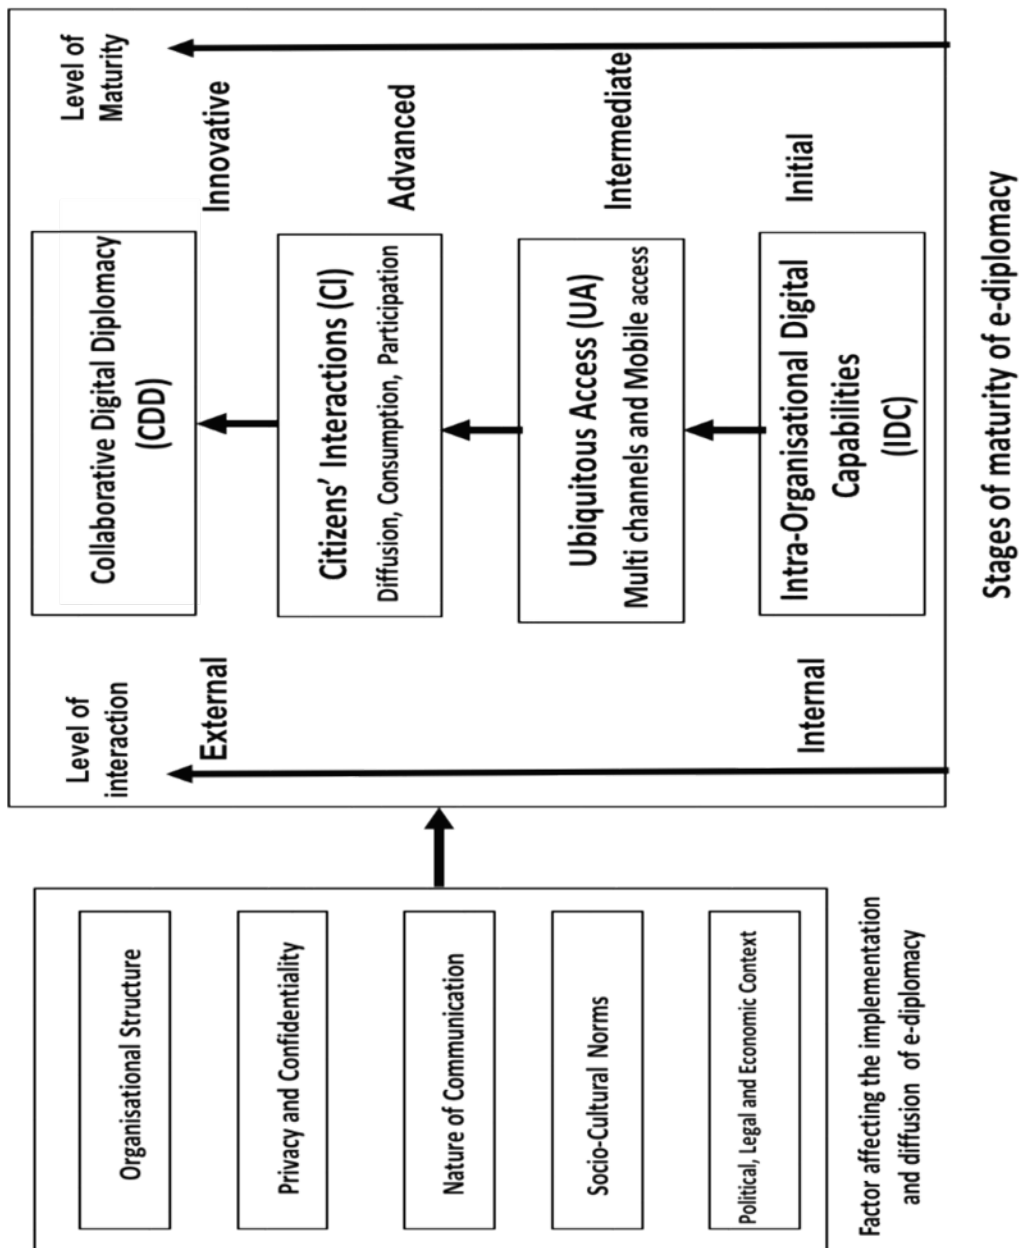 Organisational Structure
Privacy and Confidentiality
Nature of Communication
Socio-Cultural Norms
Political, Legal and Economic Context
Factor affecting the implementation
and diffusion of e-diplomacy
Level of
interaction
External
Internal
Collaborative Digital Diplomacy
(CDD)
Citizens' Interactions (CI)
Diffusion, Consumption, Participation
Ubiquitous Access (UA)
Multi channels and Mobile access
Intra-Organisational Digital
Capabilities
(IDC)
Level of
Maturity
Innovative
Advanced
Intermediate
Initial
Stages of maturity of e-diplomacy